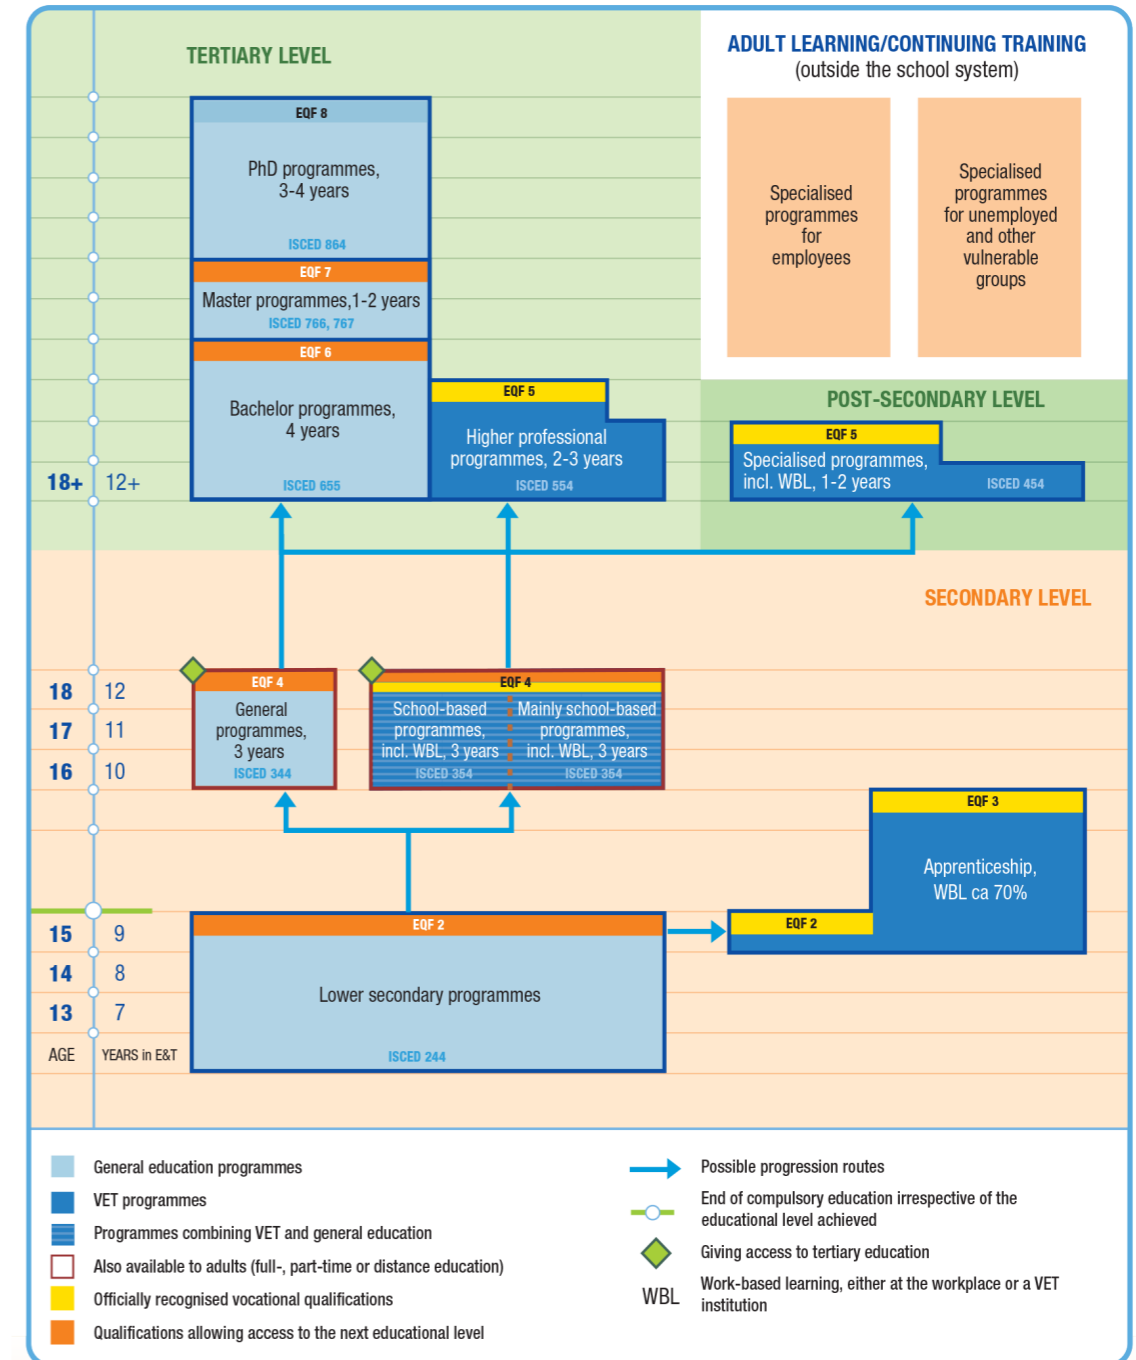 TERTIARY LEVEL
ADULT LEARNING/CONTINUING TRAINING
(outside the school system)
EQF 8
PhD programmes,
3-4 years
ISCED 864
Specialised
programmes
for
employees
Specialised
programmes
for unemployed
and other
vulnerable
groups
EQF 7
Master programmes,1-2 years
ISCED 766, 767
EQF 6
Bachelor programmes,
4 years
ISCED 655
EQF 5
Higher professional
programmes, 2-3 years
ISCED 554
POST-SECONDARY LEVEL
EQF 5
Specialised programmes,
incl. WBL, 1-2 years
ISCED 454
18+ 12+
SECONDARY LEVEL
18 12
17 11
16 10
EQF 4
General
programmes,
3 years
ISCED 344
EQF 4
School-based
programmes,
incl. WBL, 3 years
ISCED 354
Mainly school-based
programmes,
incl. WBL, 3 years
ISCED 354
EQF 3
Apprenticeship,
WBL ca 70%
EQF 2
15 9
14 8
13 7
AGE YEARS in E&T
EQF 2
Lower secondary programmes
ISCED 244
General education programmes
VET programmes
Programmes combining VET and general education
Also available to adults (full-, part-time or distance education)
Officially recognised vocational qualifications
Qualifications allowing access to the next educational level
Possible progression routes
End of compulsory education irrespective of the
educational level achieved
Giving access to tertiary education
WBL
Work-based learning, either at the workplace or a VET
institution